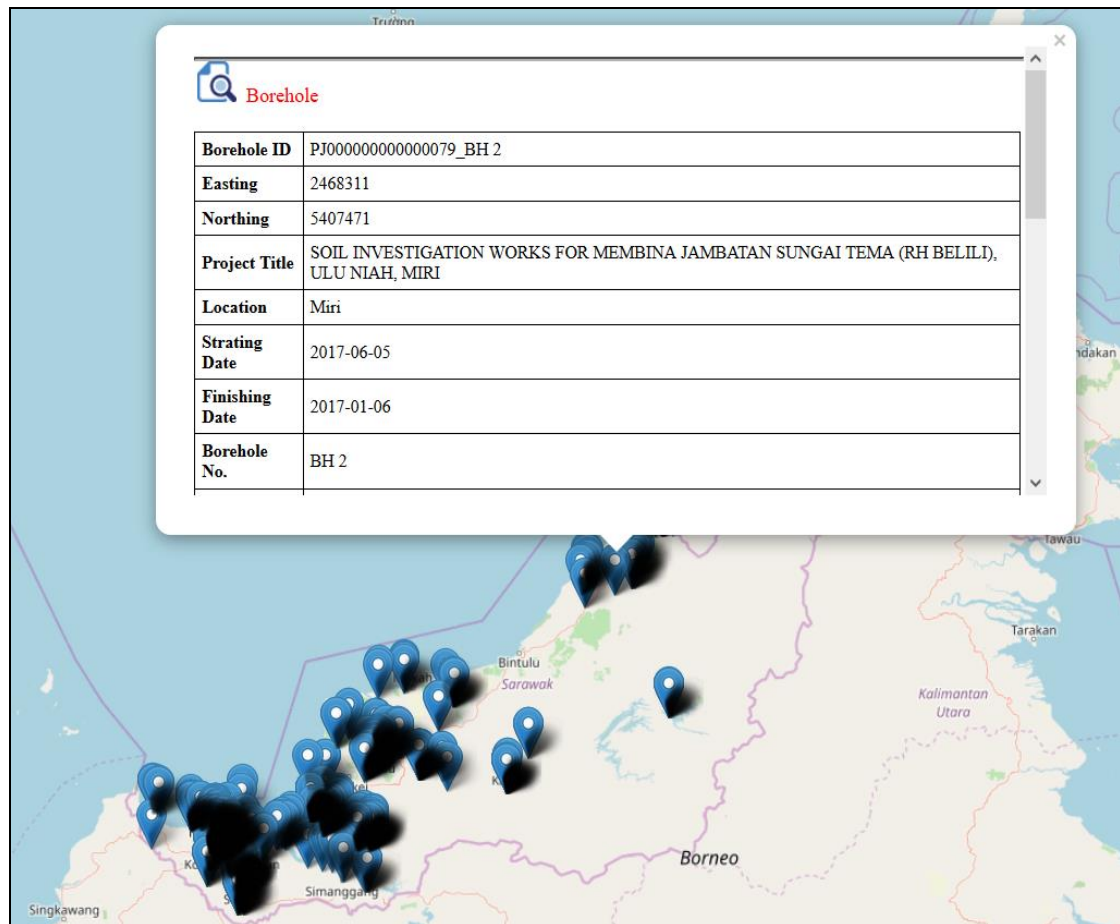 Trường
×
Borehole
Borehole ID PJ000000000000079_BH 2
Easting 2468311
Northing 5407471
Project Title SOIL INVESTIGATION WORKS FOR MEMBINA JAMBATAN SUNGAI TEMA (RH BELILI),
ULU NIAH, MIRI
Location Miri
Strating
Date 2017-06-05
Finishing
Date 2017-01-06
Borehole
No. BH 2
ndakan
Tawau
Tarakan
Bintulu
Sarawak
Kalimantan
Utara
Borneo
Simanggang
Singkawang